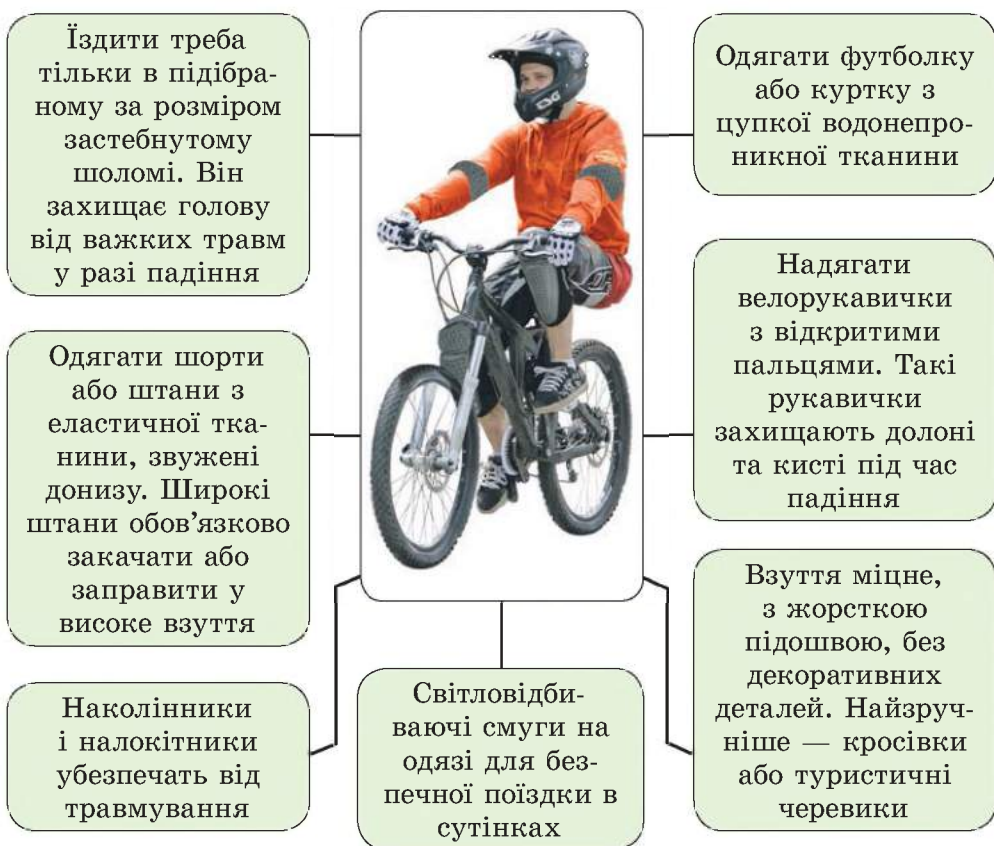 Їздити треба
тільки в підібра-
ному за розміром
застебнутому
шоломі. Він
захищає голову
від важких травм
у разі падіння
Одягати шорти
або штани з
еластичної тка-
нини, звужені
донизу. Широкі
штани обов’язково
закачати або
заправити у
високе взуття
Наколінники
і налокітники
убезпечать від
травмування
Світловідби-
ваючі смуги на
одязі для без-
печної поїздки в
сутінках
Одягати футболку
або куртку з
цупкої водонепро-
никної тканини
Надягати
велорукавички
з відкритими
пальцями. Такі
рукавички
захищають долоні
та кисті під час
падіння
Взуття міцне,
з жорсткою
підошвою, без
декоративних
деталей. Найзруч-
ніше — кросівки
або туристичні
черевики